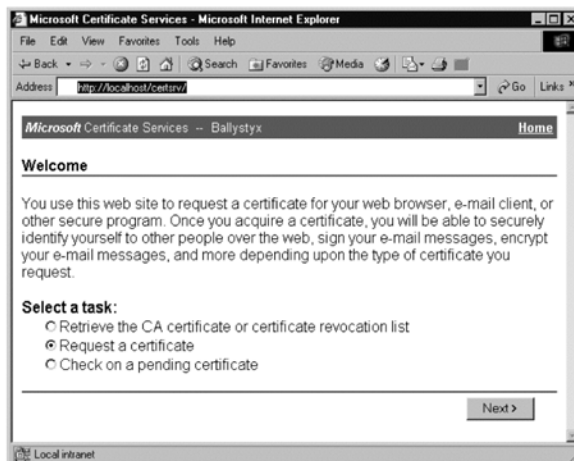 Microsoft Certificate Services - Microsoft Internet Explorer
File Edit View Favorites Tools Help
Back Search Favorites Media
Address http://localhost/certsrv/ Go Links »
Microsoft Certificate Services -- Ballystyx Home
Welcome
You use this web site to request a certificate for your web browser, e-mail client, or
other secure program. Once you acquire a certificate, you will be able to securely
identify yourself to other people over the web, sign your e-mail messages, encrypt
your e-mail messages, and more depending upon the type of certificate you
request.
Select a task:
Retrieve the CA certificate or certificate revocation list
Request a certificate
Check on a pending certificate
Next >
Local intranet